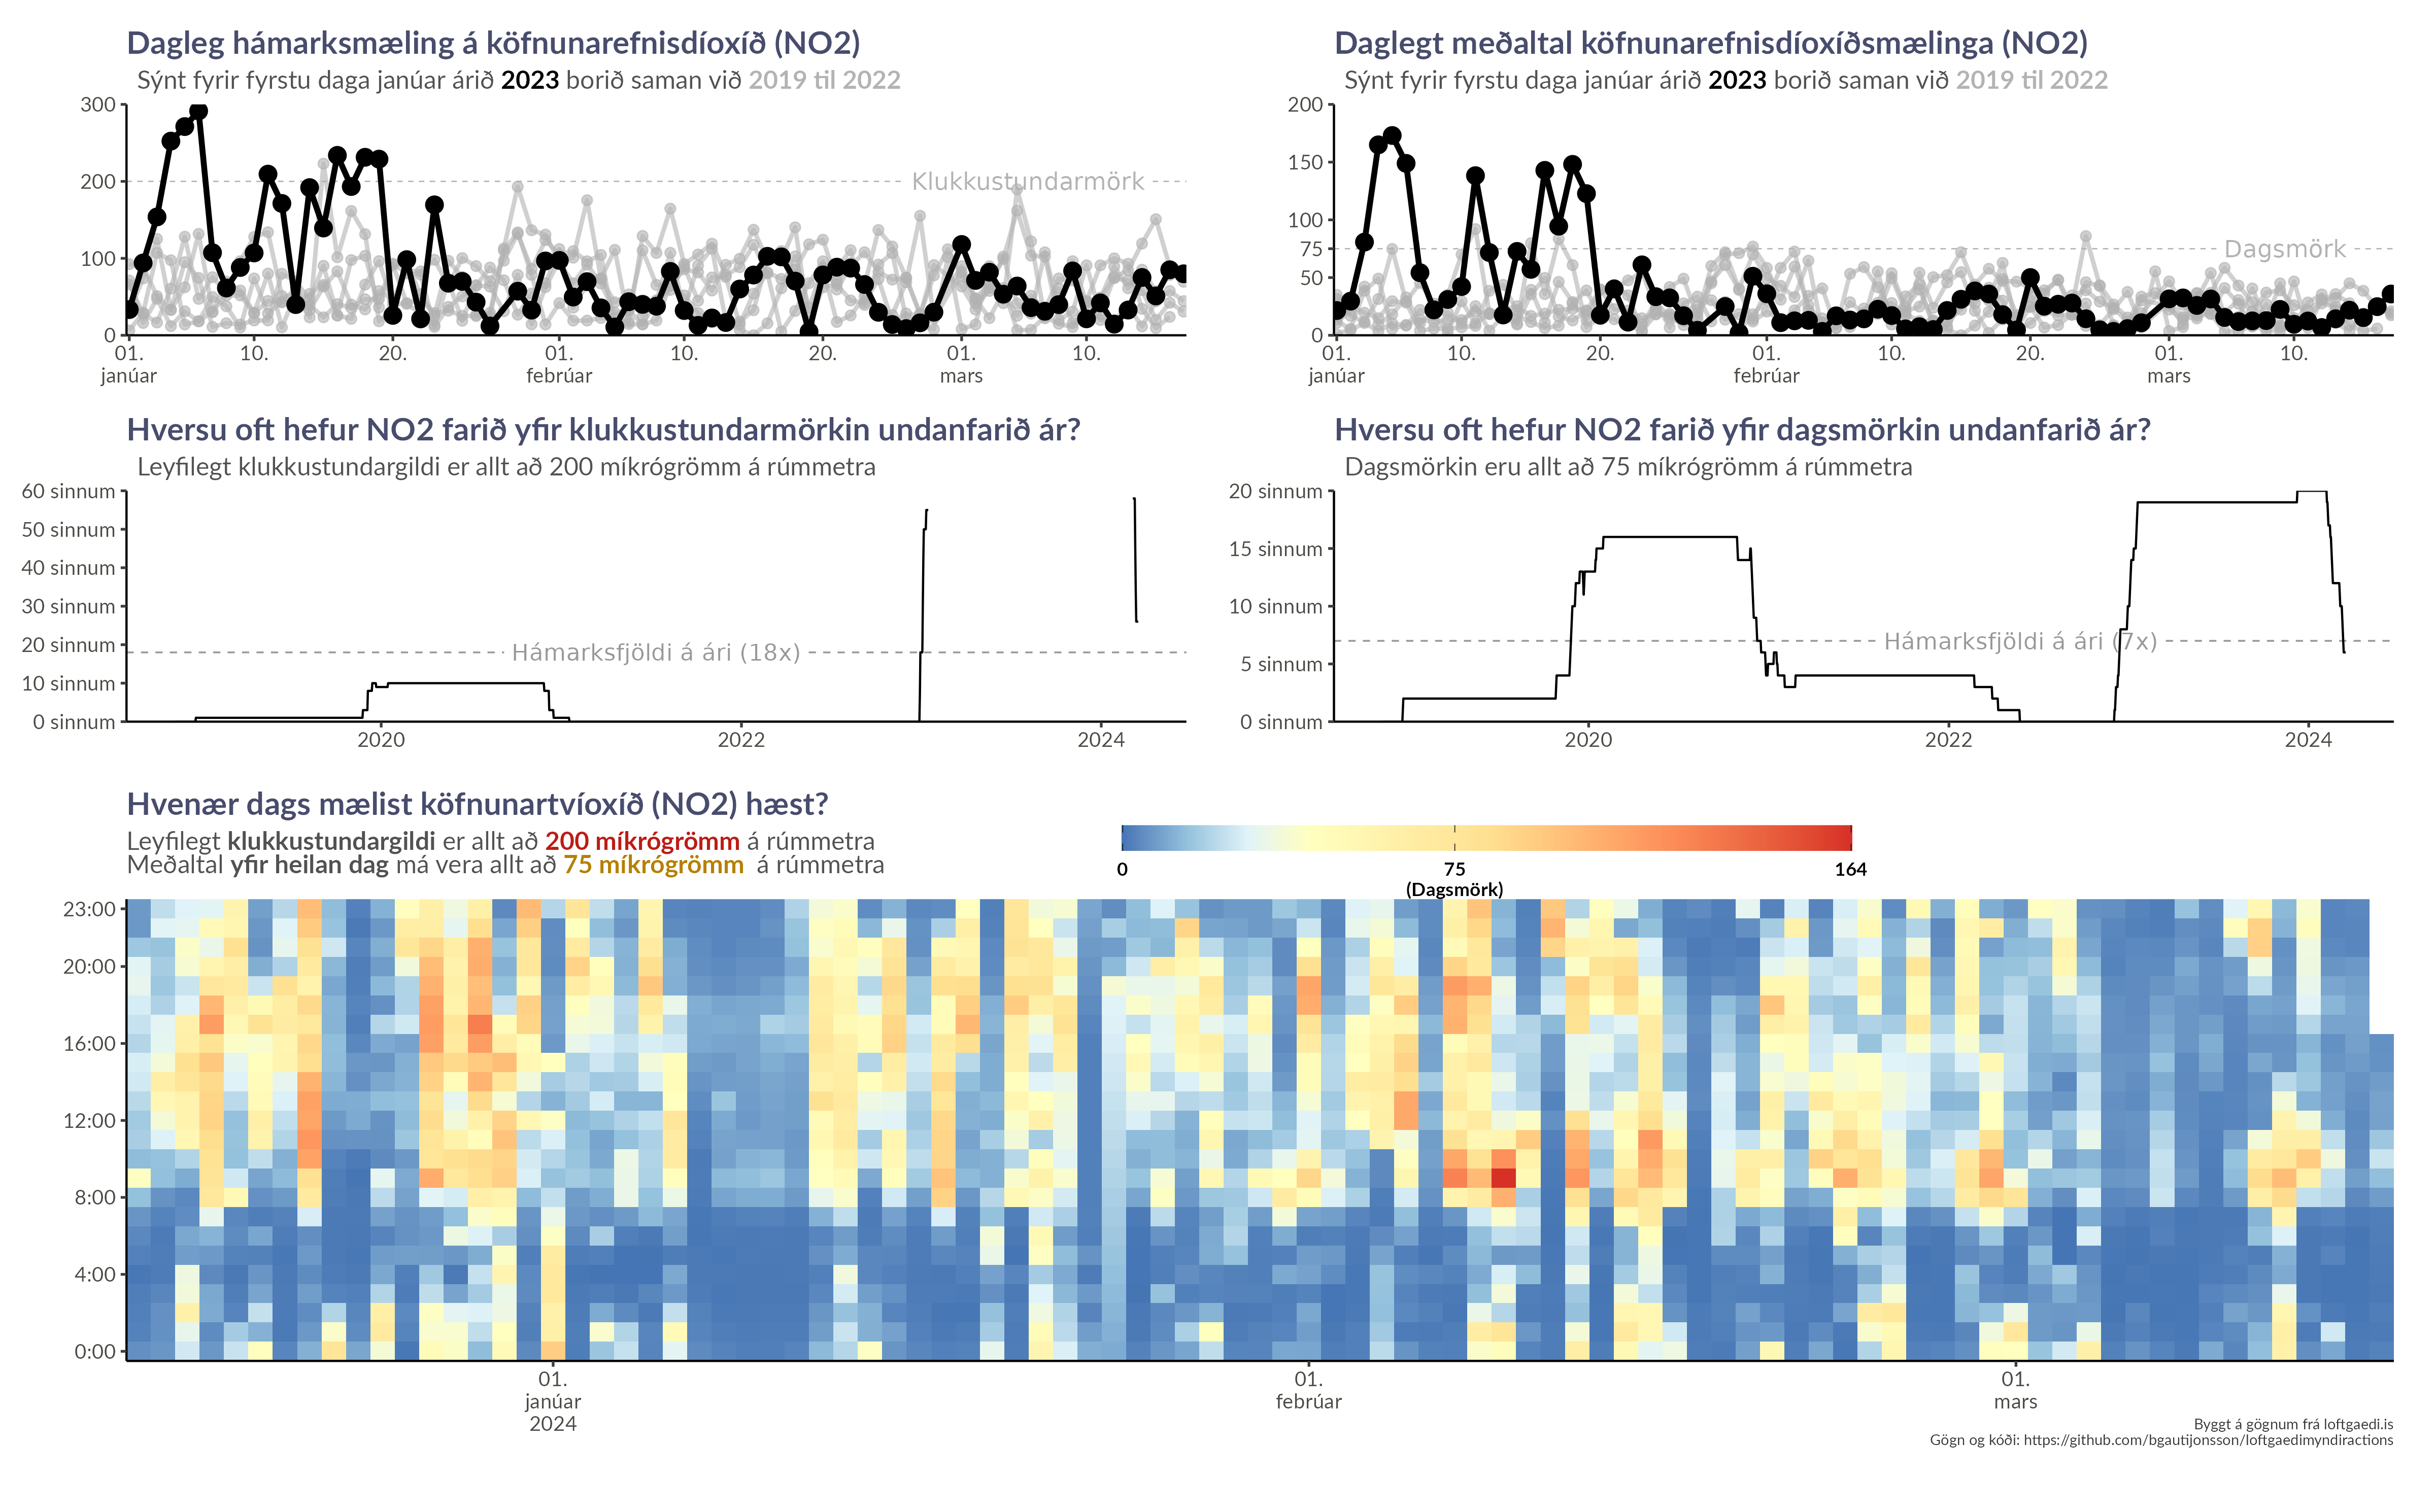 Dagleg hámarksmæling á köfnunarefnisdíoxíð (NO2)
Sýnt fyrir fyrstu daga janúar árið 2023 borið saman við 2019 til 2022
300
200
100
0
Klukkustundarmörk
01.
janúar
10.
20.
01.
febrúar
10.
20.
01.
mars
10.
Daglegt meðaltal köfnunarefnisdíoxíðsmælinga (NO2)
Sýnt fyrir fyrstu daga janúar árið 2023 borið saman við 2019 til 2022
200
150
100
75
50
0
Dagsmörk
01.
janúar
10.
20.
01.
febrúar
10.
20.
01.
mars
10.
Hversu oft hefur NO2 farið yfir klukkustundarmörkin undanfarið ár?
Leyfilegt klukkustundargildi er allt að 200 míkrógrömm á rúmmetra
60 sinnum
50 sinnum
40 sinnum
30 sinnum
20 sinnum
10 sinnum
0 sinnum
Hámarksfjöldi á ári (18x)
2020
2022
2024
Hversu oft hefur NO2 farið yfir dagsmörkin undanfarið ár?
Dagsmörkin eru allt að 75 míkrógrömm á rúmmetra
20 sinnum
15 sinnum
10 sinnum
5 sinnum
0 sinnum
Hámarksfjöldi á ári (7x)
2020
2022
2024
Hvenær dags mælist köfnunartvíoxíð (NO2) hæst?
Leyfilegt klukkustundargildi er allt að 200 míkrógrömm á rúmmetra
Meðaltal yfir heilan dag má vera allt að 75 míkrógrömm á rúmmetra
0
75
(Dagsmörk)
164
23:00
20:00
16:00
12:00
8:00
4:00
0:00
01.
janúar
2024
01.
febrúar
01.
mars
Byggt á gögnum frá loftgaedi.is
Gögn og kóði: https://github.com/bgautijonsson/loftgaedimyndiractions